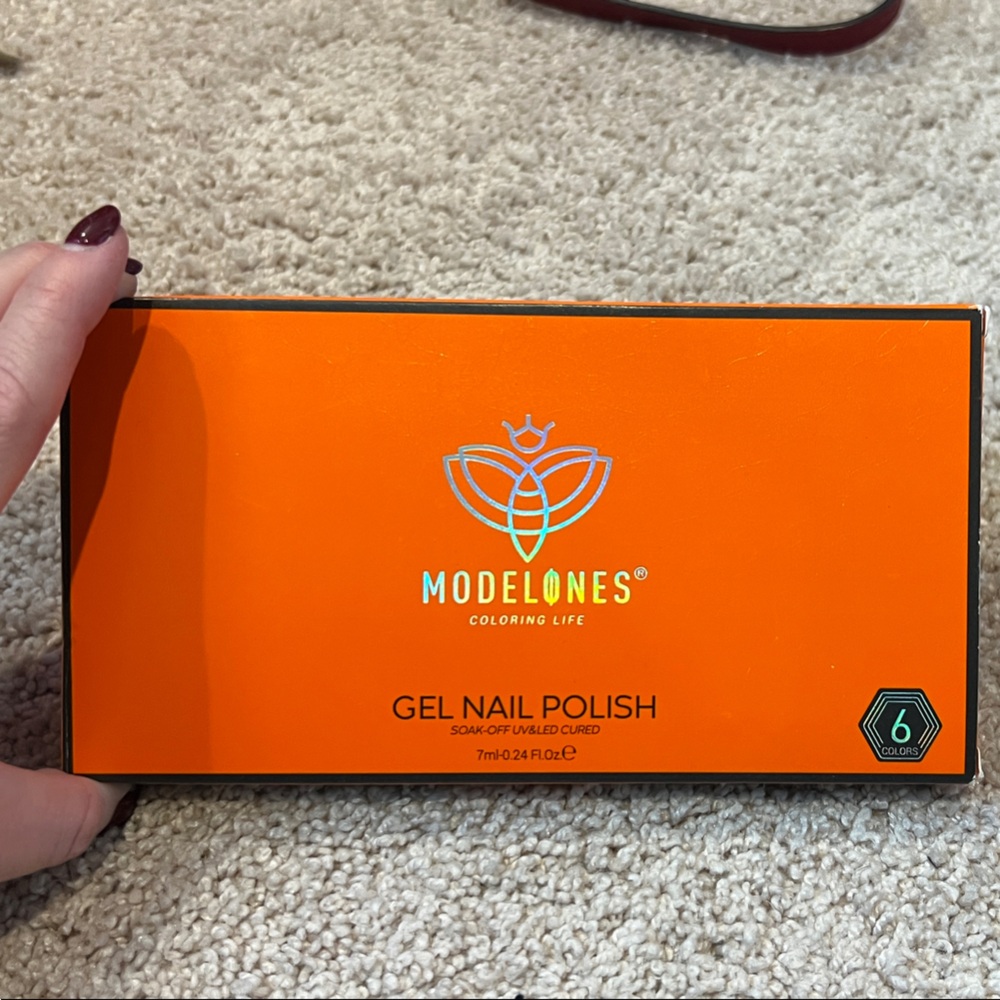 MODELONES®
COLORING LIFE
GEL NAIL POLISH
SOAK-OFF UV&LED CURED
7ml-0.24 Fl.Oz.℮
6
COLORS